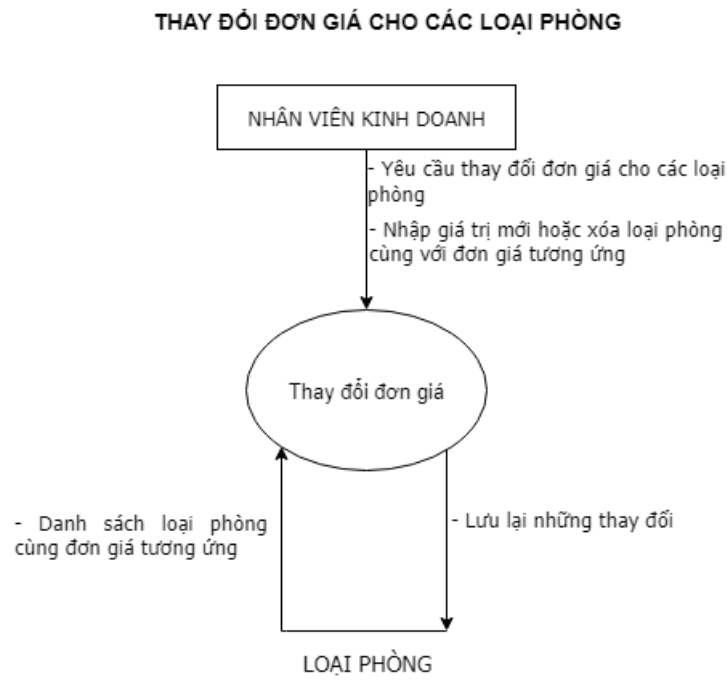 THAY ĐỔI ĐƠN GIÁ CHO CÁC LOẠI PHÒNG
NHÂN VIÊN KINH DOANH
- Yêu cầu thay đổi đơn giá cho các loại
phòng
- Nhập giá trị mới hoặc xóa loại phòng
cùng với đơn giá tương ứng
Thay đổi đơn giá
- Danh sách loại phòng
cùng đơn giá tương ứng
- Lưu lại những thay đổi
LOẠI PHÒNG